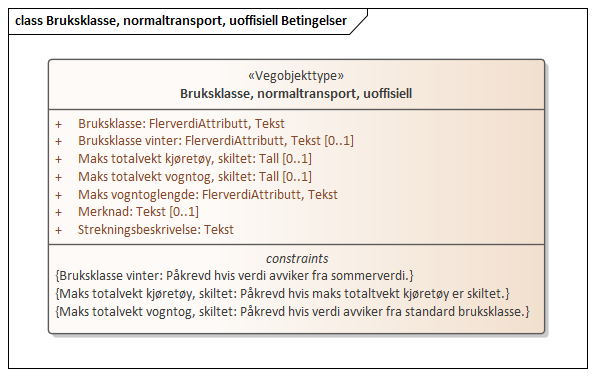 class Bruksklasse, normaltransport, uoffisiell Betingelser
«Vegobjekttype»
Bruksklasse, normaltransport, uoffisiell
+ Bruksklasse: FlerverdiAttributt, Tekst
+ Bruksklasse vinter: FlerverdiAttributt, Tekst [0..1]
+ Maks totalvekt kjøretøy, skiltet: Tall [0..1]
+ Maks totalvekt vogntog, skiltet: Tall [0..1]
+ Maks vogntoglengde: FlerverdiAttributt, Tekst
+ Merknad: Tekst [0..1]
+ Strekningsbeskrivelse: Tekst
constraints
{Bruksklasse vinter: Påkrevd hvis verdi avviker fra sommerverdi.}
{Maks totalvekt kjøretøy, skiltet: Påkrevd hvis maks totaltvekt kjøretøy er skiltet.}
{Maks totalvekt vogntog, skiltet: Påkrevd hvis verdi avviker fra standard bruksklasse.}